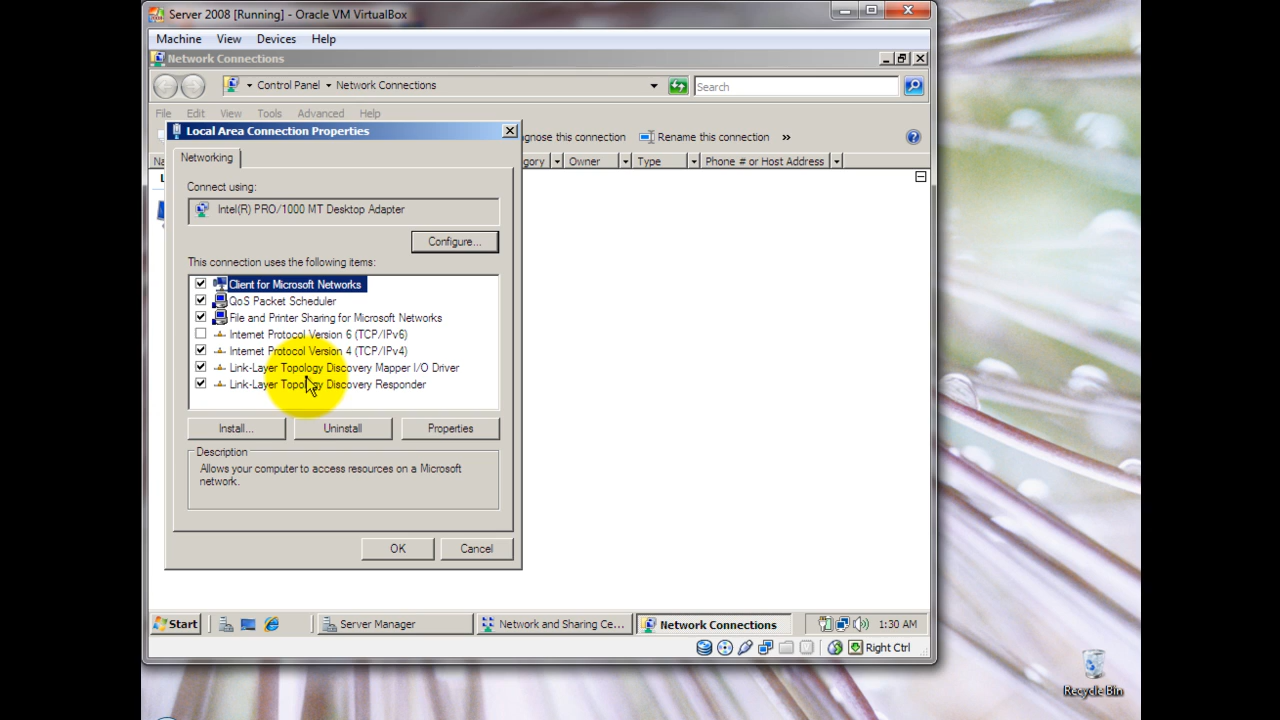 Server 2008 [Running] - Oracle VM VirtualBox
Machine View Devices Help
Network Connections
Control Panel Network Connections Search
File Edit View Tools Advanced Help
Local Area Connection Properties
gnose this connection Rename this connection »
Networking
gory Owner Type Phone # or Host Address
Connect using:
Intel(R) PRO/1000 MT Desktop Adapter
Configure...
This connection uses the following items:
Client for Microsoft Networks
QoS Packet Scheduler
File and Printer Sharing for Microsoft Networks
Internet Protocol Version 6 (TCP/IPv6)
Internet Protocol Version 4 (TCP/IPv4)
Link-Layer Topology Discovery Mapper I/O Driver
Link-Layer Topology Discovery Responder
Install... Uninstall Properties
Description
Allows your computer to access resources on a Microsoft
network.
OK Cancel
Start Server Manager Network and Sharing Ce... Network Connections 1:30 AM
Right Ctrl
Recycle Bin